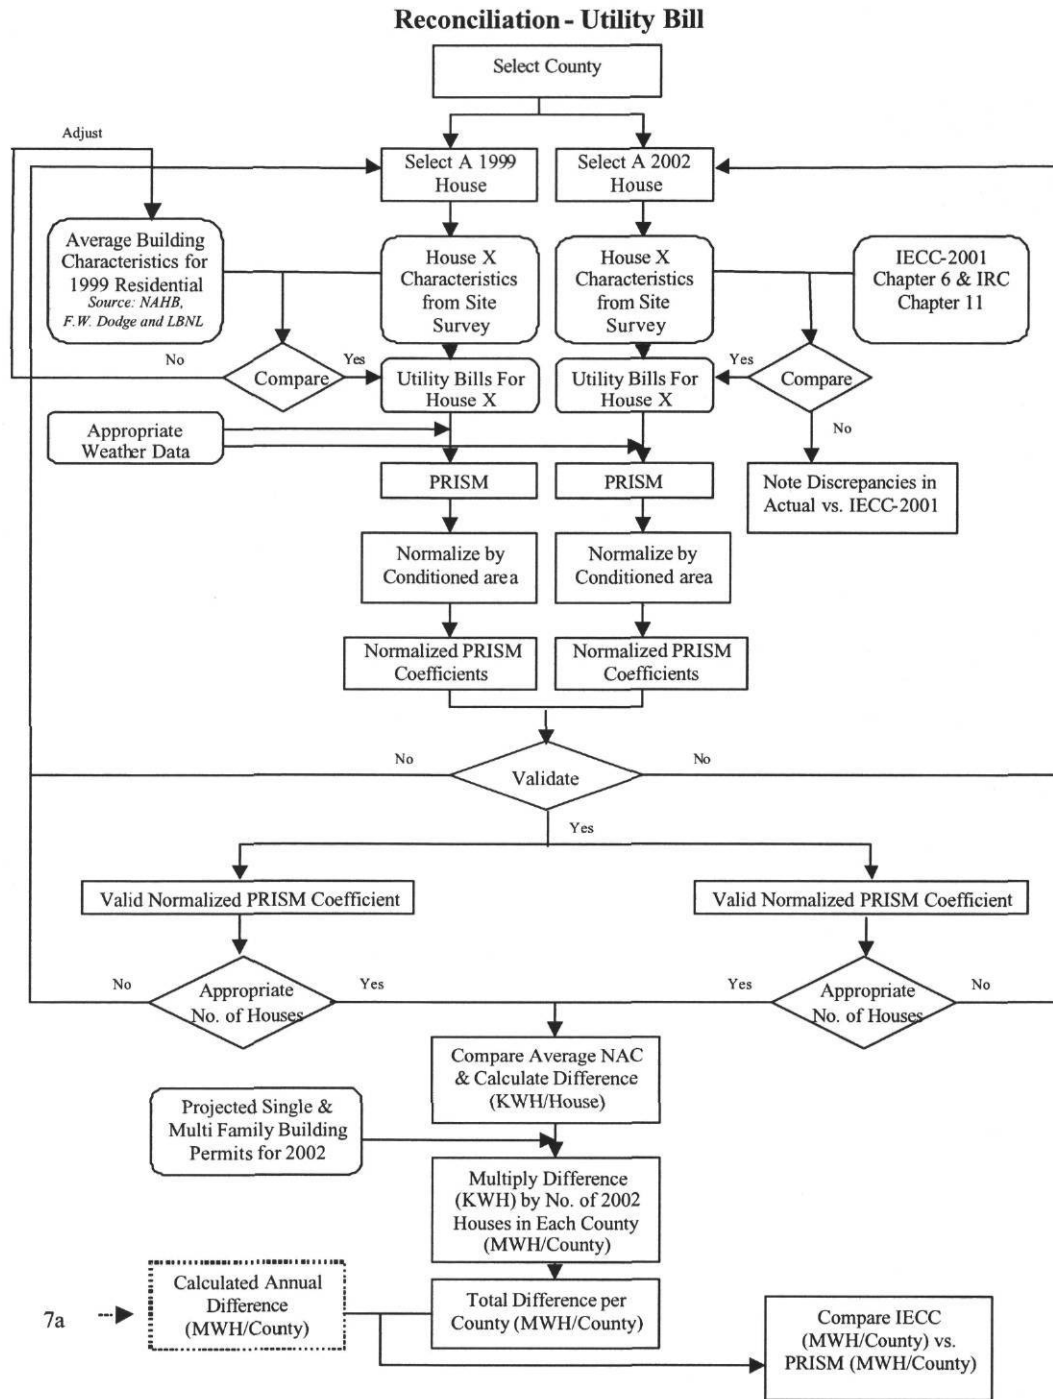 Reconciliation - Utility Bill
Select County
Adjust
Select A 1999
House
Select A 2002
House
Average Building
Characteristics for
1999 Residential
Source: NAHB,
F.W. Dodge and LBNL
House X
Characteristics
from Site
Survey
House X
Characteristics
from Site
Survey
IECC-2001
Chapter 6 & IRC
Chapter 11
No
Compare
Yes
Utility Bills For
House X
Utility Bills For
House X
Yes
Compare
No
Appropriate
Weather Data
PRISM
PRISM
Note Discrepancies in
Actual vs. IECC-2001
Normalize by
Conditioned area
Normalize by
Conditioned area
Normalized PRISM
Coefficients
Normalized PRISM
Coefficients
No
Validate
No
Yes
Valid Normalized PRISM Coefficient
Valid Normalized PRISM Coefficient
No
Appropriate
No. of Houses
Yes
Yes
Appropriate
No. of Houses
No
Compare Average NAC
& Calculate Difference
(KWH/House)
Projected Single &
Multi Family Building
Permits for 2002
Multiply Difference
(KWH) by No. of 2002
Houses in Each County
(MWH/County)
7a
Calculated Annual
Difference
(MWH/County)
Total Difference per
County (MWH/County)
Compare IECC
(MWH/County) vs.
PRISM (MWH/County)